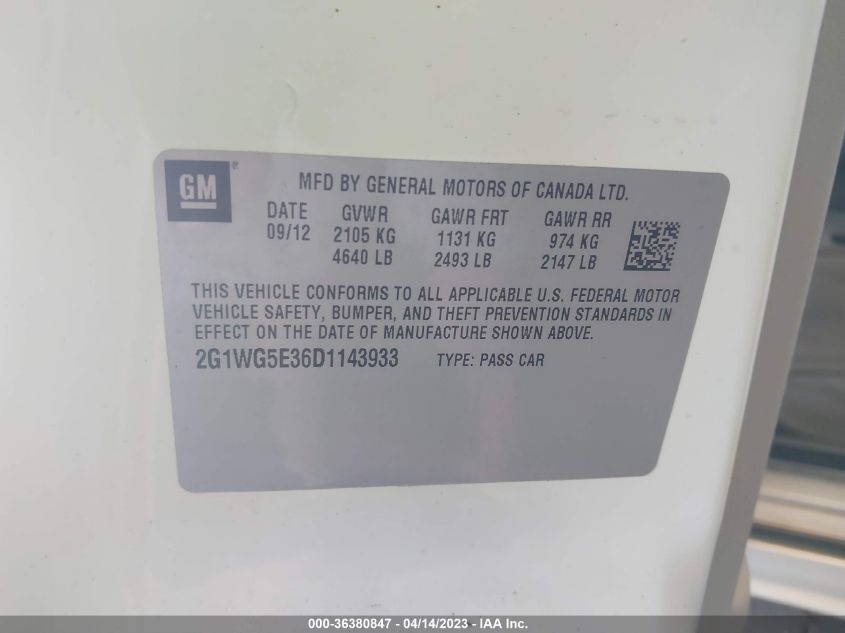 GM®
MFD BY GENERAL MOTORS OF CANADA LTD.
DATE GVWR GAWR FRT GAWR RR
09/12 2105 KG 1131 KG 974 KG
4640 LB 2493 LB 2147 LB
THIS VEHICLE CONFORMS TO ALL APPLICABLE U.S. FEDERAL MOTOR
VEHICLE SAFETY, BUMPER, AND THEFT PREVENTION STANDARDS IN
EFFECT ON THE DATE OF MANUFACTURE SHOWN ABOVE.
2G1WG5E36D1143933 TYPE: PASS CAR
000-36380847 - 04/14/2023 - IAA Inc.